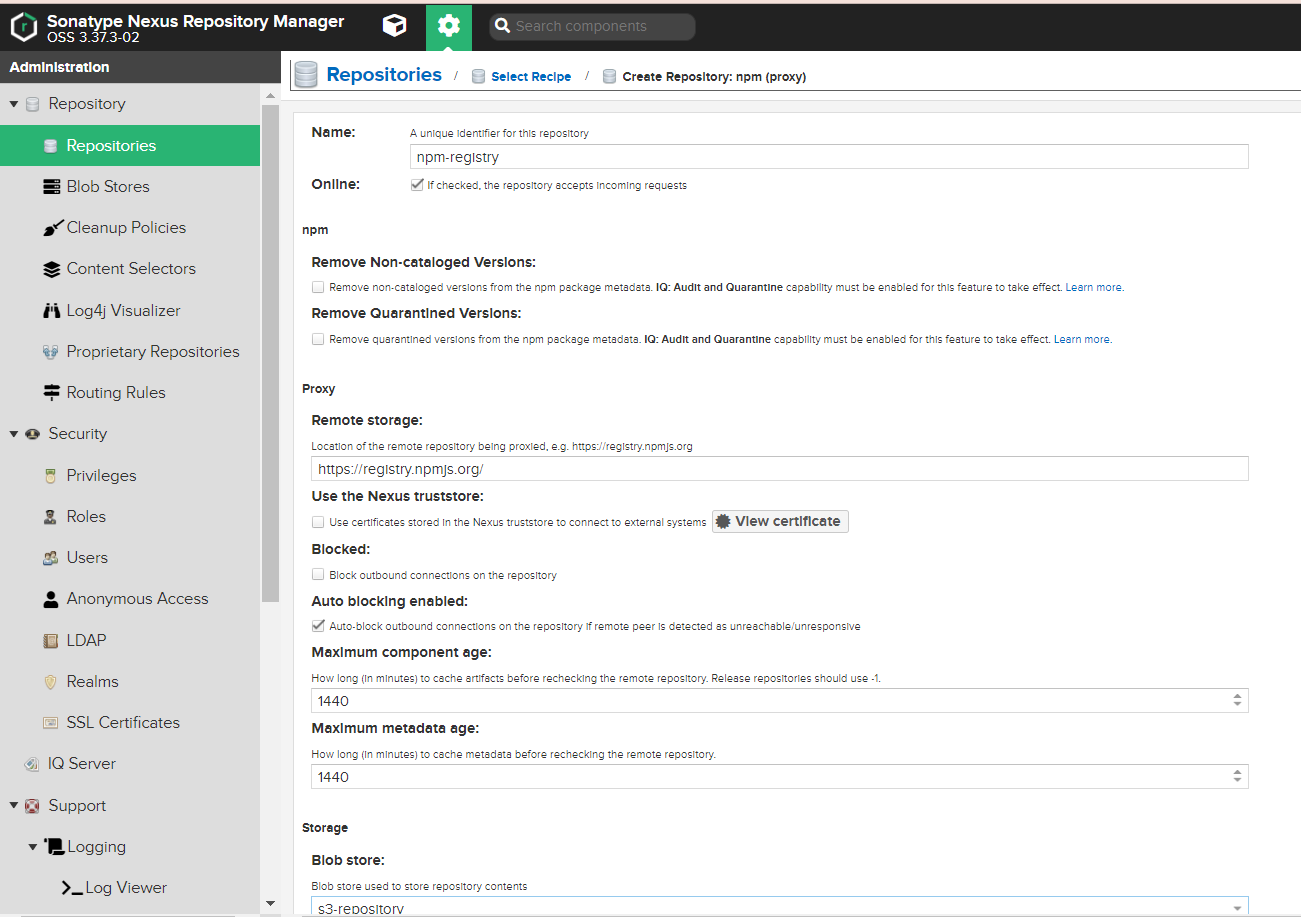 Sonatype Nexus Repository Manager
OSS 3.37.3-02
Search components
Administration
Repository
Repositories
Blob Stores
Cleanup Policies
Content Selectors
Log4j Visualizer
Proprietary Repositories
Routing Rules
Security
Privileges
Roles
Users
Anonymous Access
LDAP
Realms
SSL Certificates
IQ Server
Support
Logging
Log Viewer
Repositories / Select Recipe / Create Repository: npm (proxy)
Name: A unique identifier for this repository
npm-registry
Online: If checked, the repository accepts incoming requests
npm
Remove Non-cataloged Versions:
Remove non-cataloged versions from the npm package metadata. IQ: Audit and Quarantine capability must be enabled for this feature to take effect. Learn more.
Remove Quarantined Versions:
Remove quarantined versions from the npm package metadata. IQ: Audit and Quarantine capability must be enabled for this feature to take effect. Learn more.
Proxy
Remote storage:
Location of the remote repository being proxied, e.g. https://registry.npmjs.org
https://registry.npmjs.org/
Use the Nexus truststore:
Use certificates stored in the Nexus truststore to connect to external systems View certificate
Blocked:
Block outbound connections on the repository
Auto blocking enabled:
Auto-block outbound connections on the repository if remote peer is detected as unreachable/unresponsive
Maximum component age:
How long (in minutes) to cache artifacts before rechecking the remote repository. Release repositories should use -1.
1440
Maximum metadata age:
How long (in minutes) to cache metadata before rechecking the remote repository.
1440
Storage
Blob store:
Blob store used to store repository contents
s3-repository